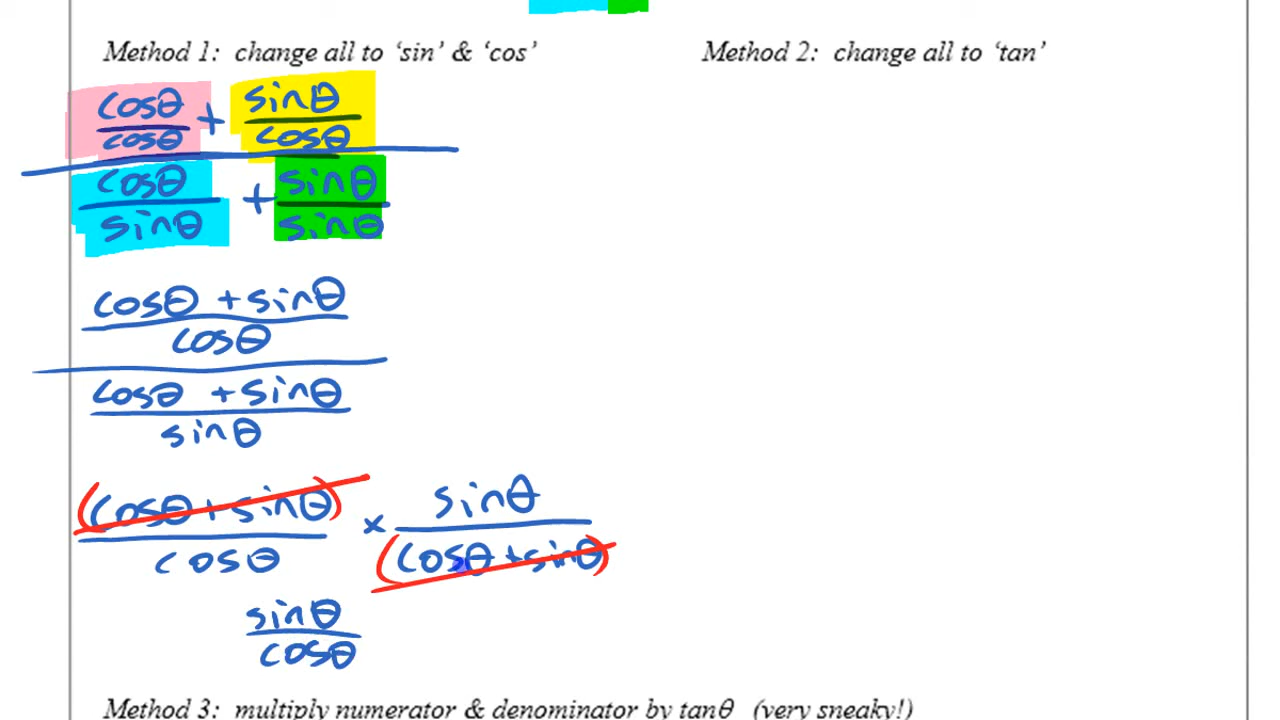 Method 1: change all to 'sin' & 'cos'
Method 2: change all to 'tan'
cosθ + sinθ
cosθ cosθ
cosθ + sinθ
sinθ sinθ
cosθ + sinθ
cosθ
cosθ + sinθ
sinθ
(cosθ + sinθ) × sinθ
cosθ (cosθ + sinθ)
sinθ
cosθ
Method 3: multiply numerator & denominator by tanθ (very sneaky!)